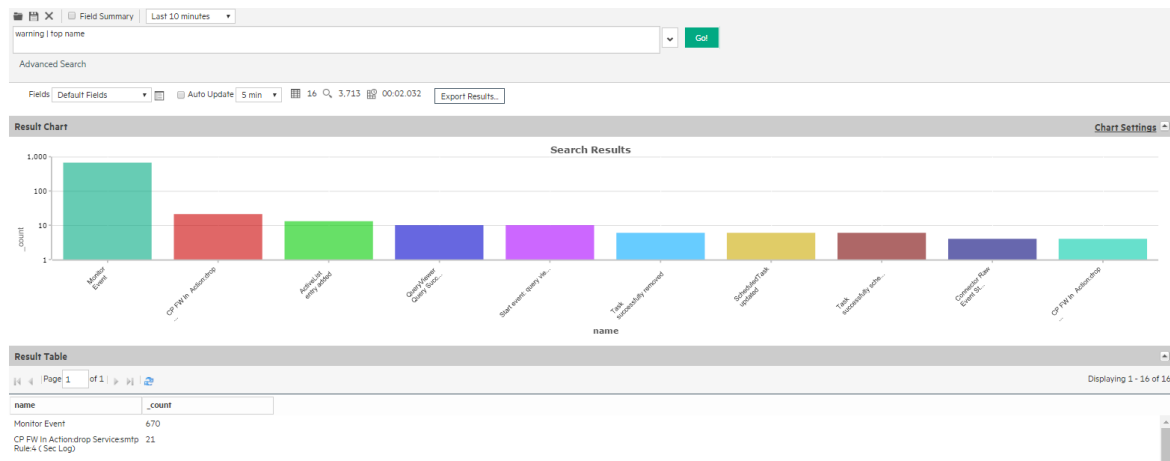 Field Summary Last 10 minutes
warning | top name
Go!
Advanced Search
Fields Default Fields Auto Update 5 min 16 3,713 00:02.032 Export Results...
Result Chart Chart Settings
Search Results
1,000
100
10
1
_count
Monitor
Event
CP FW In Action:drop
...
ActiveList
entry added
QueryViewer
Query Succ...
Start event: query vie...
Task
successfully removed
ScheduledTask
updated
Task
successfully sche...
Connector Raw
Event St...
CP FW In Action:drop
...
name
Result Table
Page 1 of 1 Displaying 1 - 16 of 16
name _count
Monitor Event 670
CP FW In Action:drop Service:smtp 21
Rule:4 ( Sec Log)